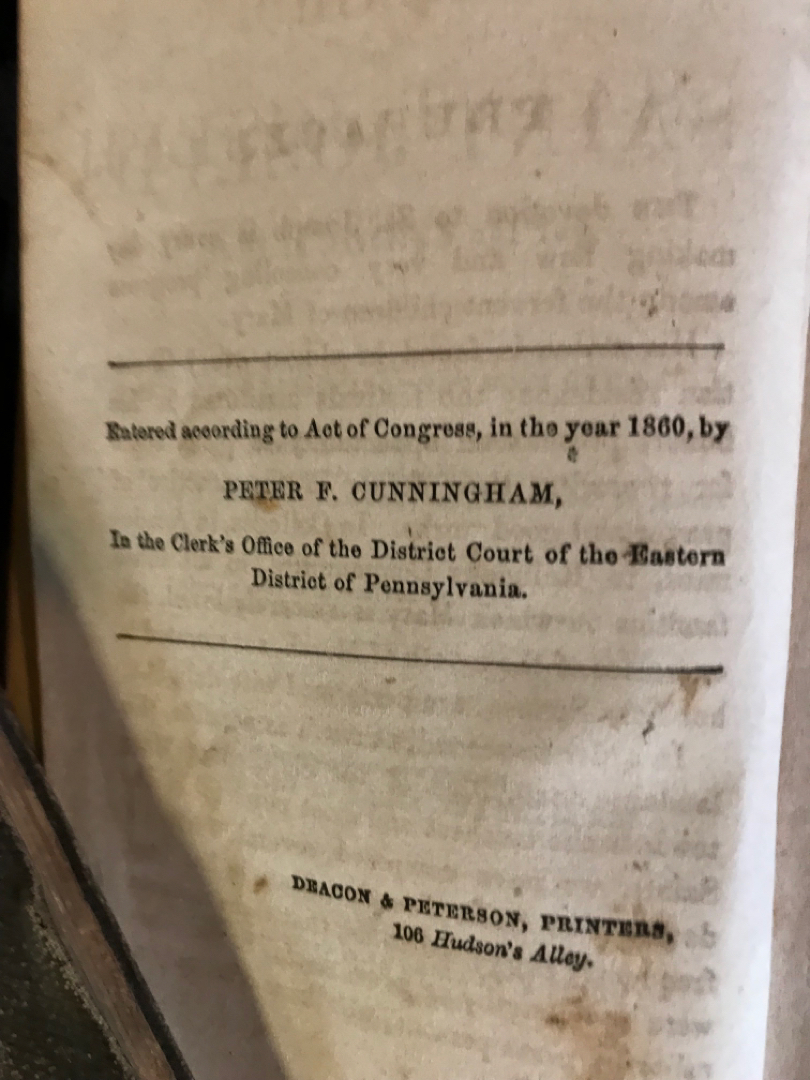 Entered according to Act of Congress, in the year 1860, by
PETER F. CUNNINGHAM,
In the Clerk's Office of the District Court of the Eastern
District of Pennsylvania.
DEACON & PETERSON, PRINTERS,
106 Hudson's Alley.